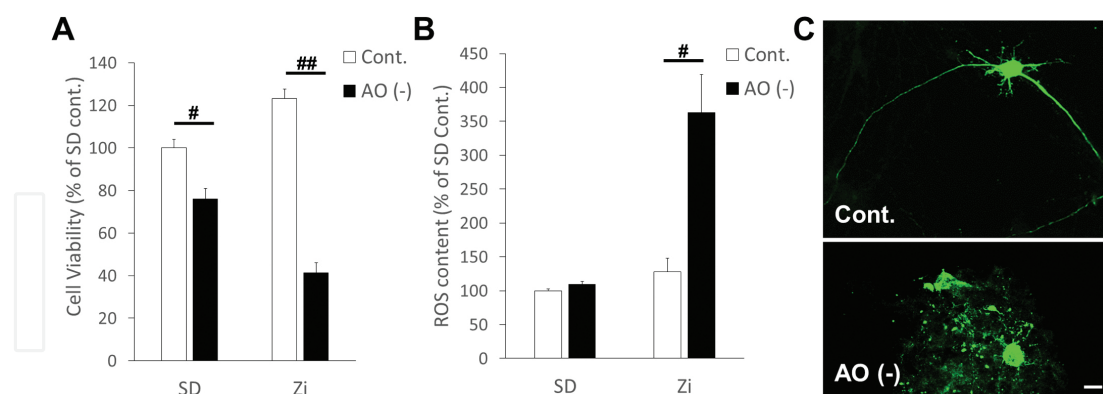 A
Cell Viability (% of SD cont.)
140
120
100
80
60
40
20
0
#
##
Cont.
AO (-)
SD
Zi
B
ROS content (% of SD Cont.)
450
400
350
300
250
200
150
100
50
0
#
Cont.
AO (-)
SD
Zi
C
Cont.
AO (-)